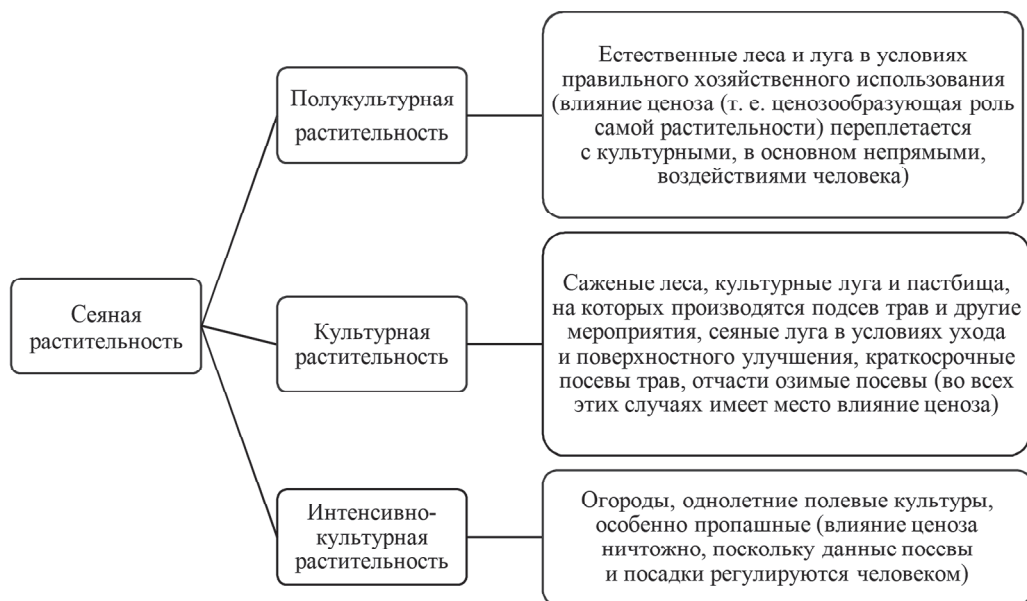 Сеяная
растительность
Полукультурная
растительность
Естественные леса и луга в условиях
правильного хозяйственного использования
(влияние ценоза (т. е. ценозообразующая роль
самой растительности) переплетается
с культурными, в основном непрямыми,
воздействиями человека)
Культурная
растительность
Саженые леса, культурные луга и пастбища,
на которых производятся подсев трав и другие
мероприятия, сеяные луга в условиях ухода
и поверхностного улучшения, краткосрочные
посевы трав, отчасти озимые посевы (во всех
этих случаях имеет место влияние ценоза)
Интенсивно-
культурная
растительность
Огороды, однолетние полевые культуры,
особенно пропашные (влияние ценоза
ничтожно, поскольку данные посевы
и посадки регулируются человеком)